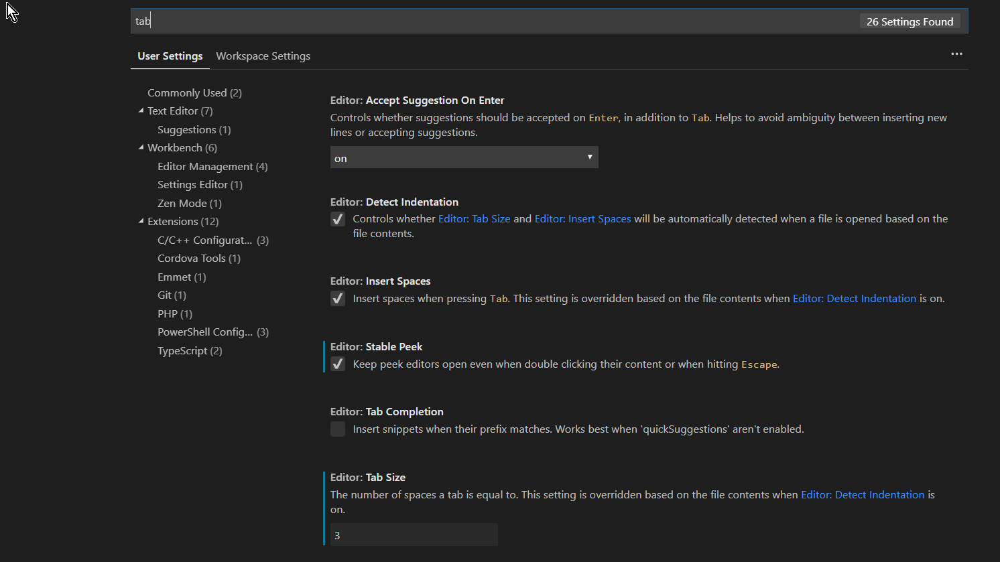 tab
26 Settings Found
User Settings
Workspace Settings
...
Commonly Used (2)
Text Editor (7)
Suggestions (1)
Workbench (6)
Editor Management (4)
Settings Editor (1)
Zen Mode (1)
Extensions (12)
C/C++ Configurat... (3)
Cordova Tools (1)
Emmet (1)
Git (1)
PHP (1)
PowerShell Config... (3)
TypeScript (2)
Editor: Accept Suggestion On Enter
Controls whether suggestions should be accepted on Enter, in addition to Tab. Helps to avoid ambiguity between inserting new
lines or accepting suggestions.
on
Editor: Detect Indentation
Controls whether Editor: Tab Size and Editor: Insert Spaces will be automatically detected when a file is opened based on the
file contents.
Editor: Insert Spaces
Insert spaces when pressing Tab. This setting is overridden based on the file contents when Editor: Detect Indentation is on.
Editor: Stable Peek
Keep peek editors open even when double clicking their content or when hitting Escape.
Editor: Tab Completion
Insert snippets when their prefix matches. Works best when 'quickSuggestions' aren't enabled.
Editor: Tab Size
The number of spaces a tab is equal to. This setting is overridden based on the file contents when Editor: Detect Indentation is
on.
3